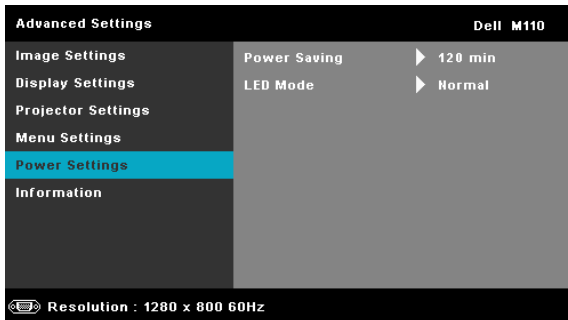 Advanced Settings Dell M110
Image Settings Power Saving 120 min
Display Settings LED Mode Normal
Projector Settings
Menu Settings
Power Settings
Information
Resolution : 1280 x 800 60Hz